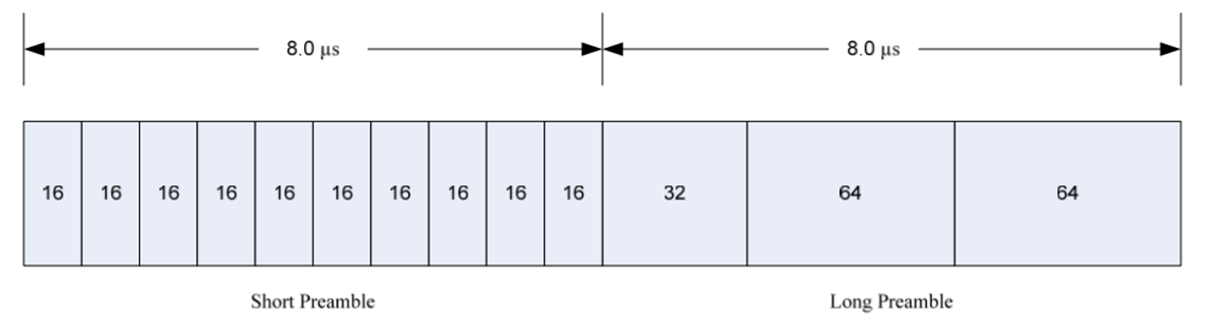 8.0 μs 8.0 μs
16 16 16 16 16 16 16 16 16 16 32 64 64
Short Preamble Long Preamble